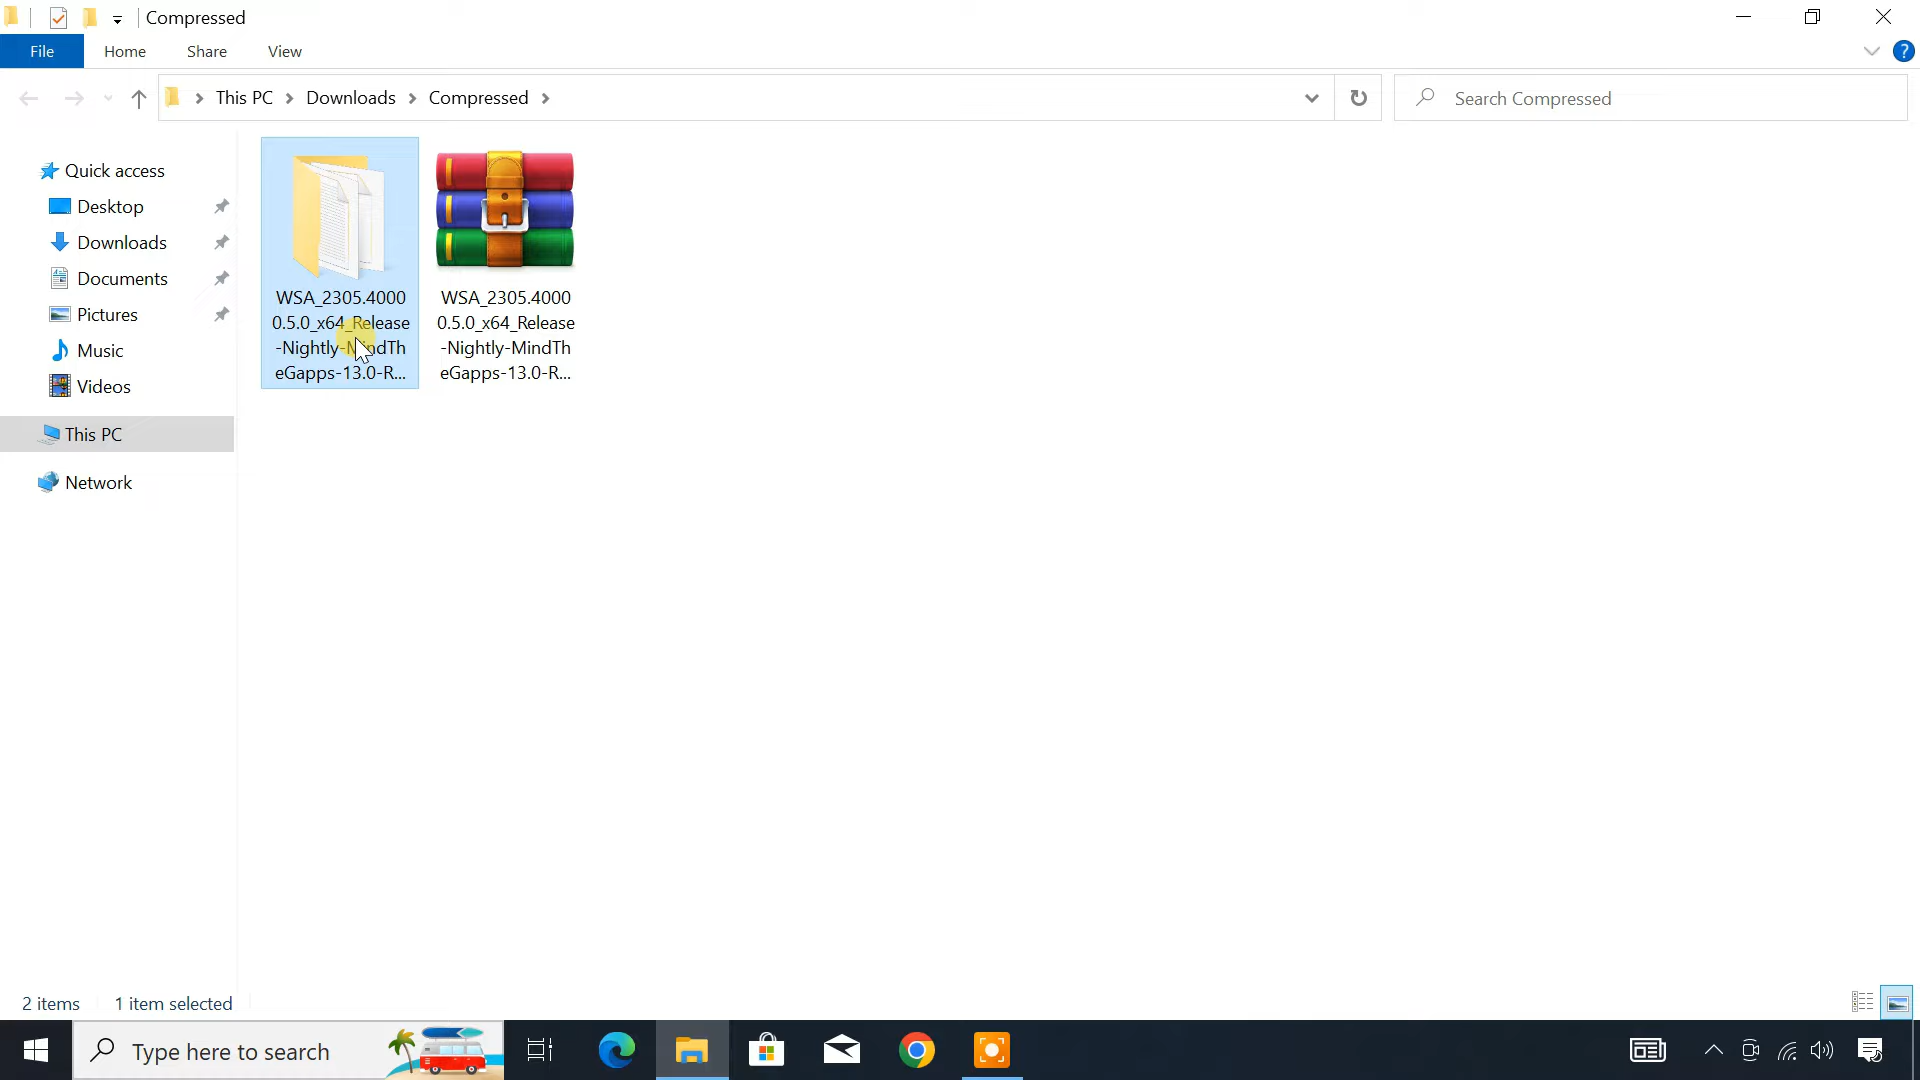 Compressed
File Home Share View
This PC Downloads Compressed
Search Compressed
Quick access
Desktop
Downloads
Documents
Pictures
Music
Videos
This PC
Network
WSA_2305.4000
0.5.0_x64_Release
-Nightly-MindTh
eGapps-13.0-R...
WSA_2305.4000
0.5.0_x64_Release
-Nightly-MindTh
eGapps-13.0-R...
2 items 1 item selected
Type here to search